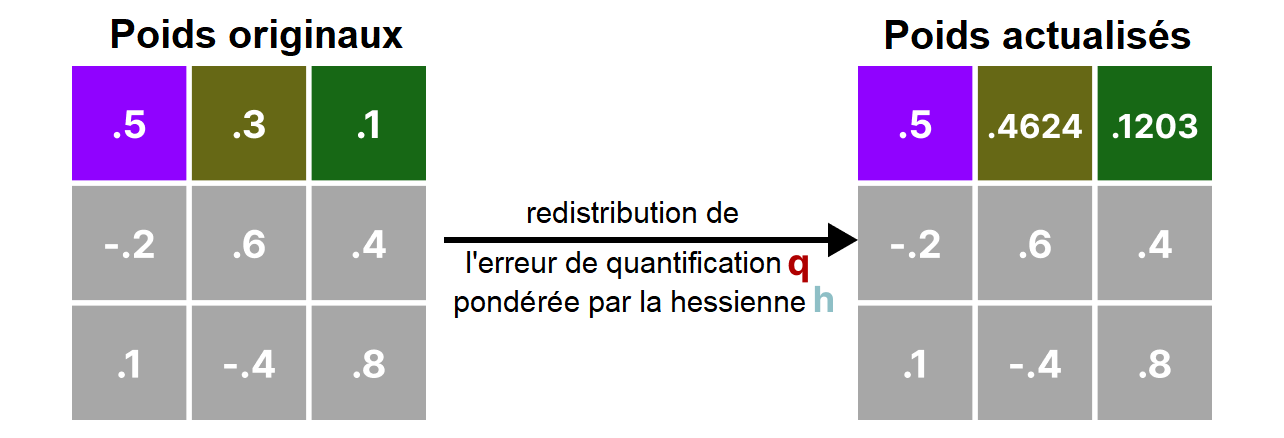 Poids originaux
.5 .3 .1
-.2 .6 .4
.1 -.4 .8
redistribution de
l'erreur de quantification q
pondérée par la hessienne h
Poids actualisés
.5 .4624 .1203
-.2 .6 .4
.1 -.4 .8